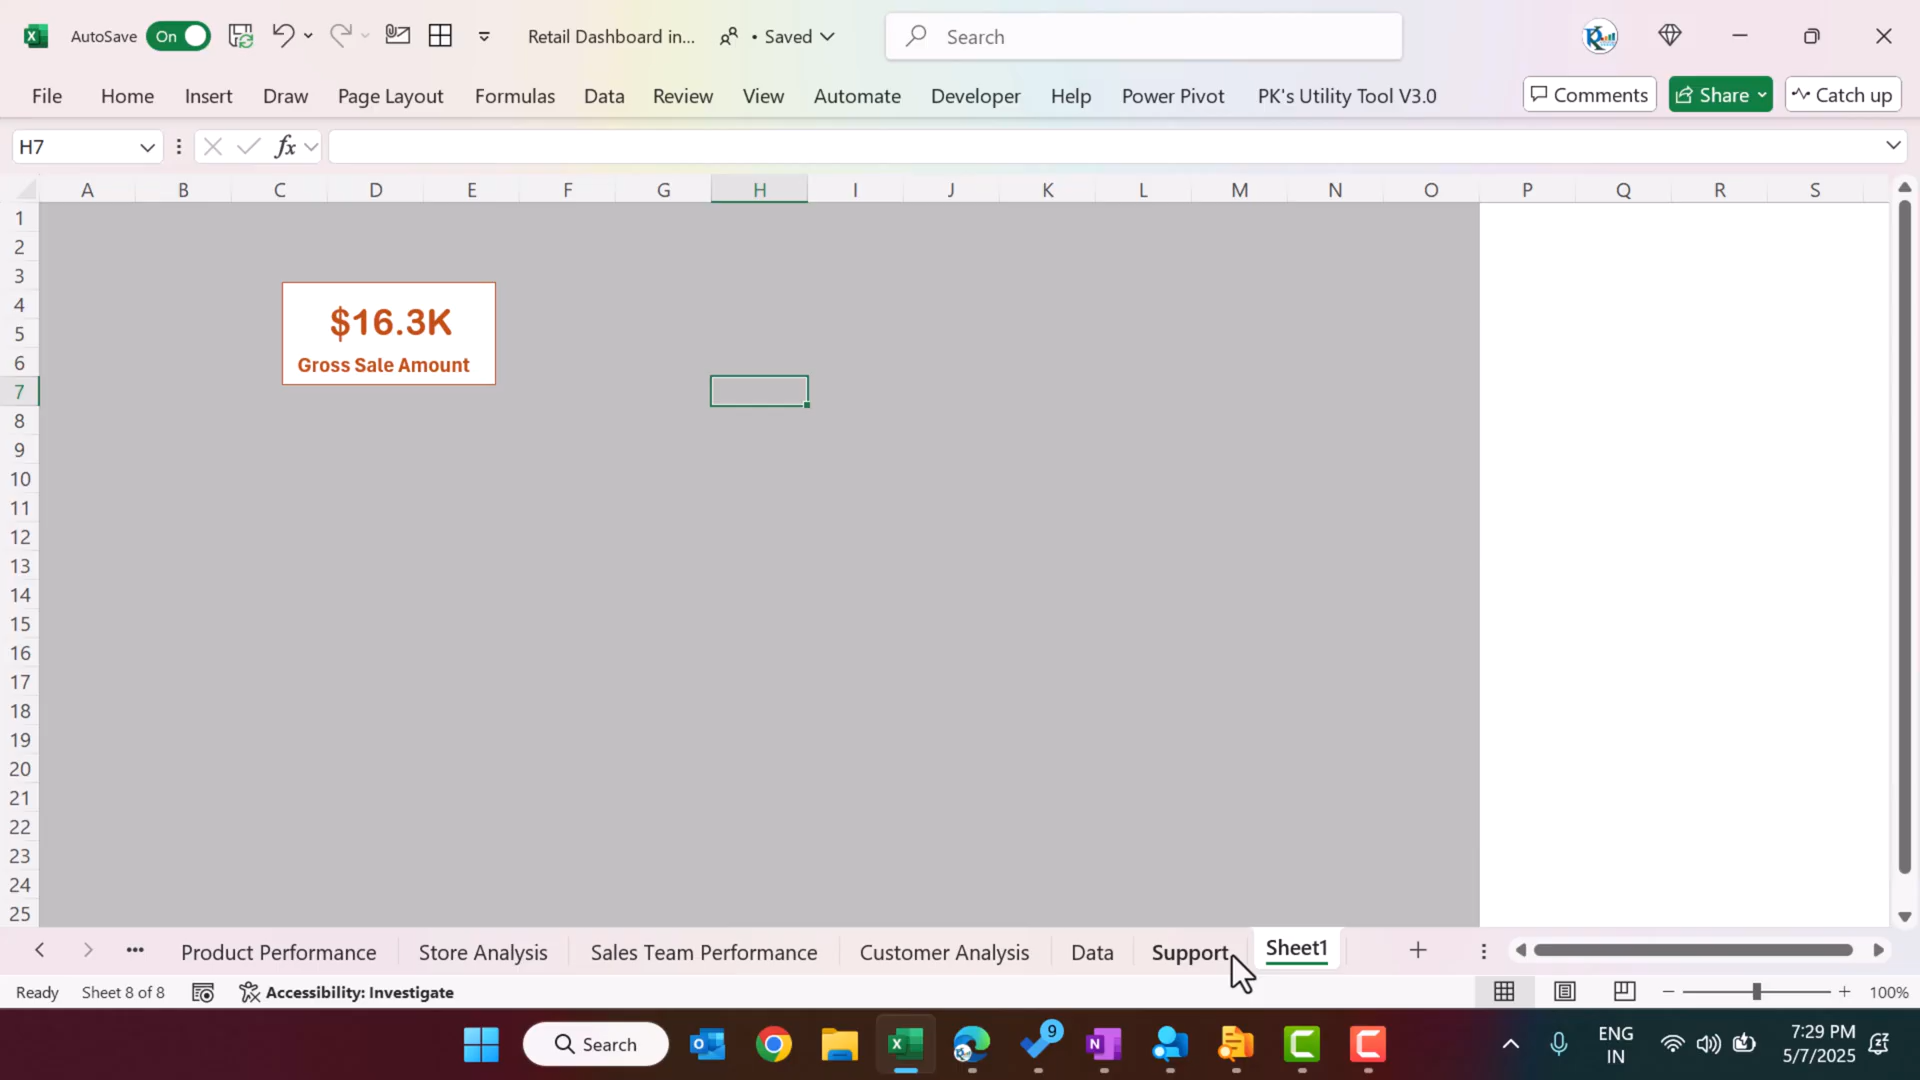 AutoSave On Retail Dashboard in... • Saved Search
File Home Insert Draw Page Layout Formulas Data Review View Automate Developer Help Power Pivot PK's Utility Tool V3.0 Comments Share Catch up
H7 fx
A B C D E F G H I J K L M N O P Q R S
1
2
3
4
5
6
7
8
9
10
11
12
13
14
15
16
17
18
19
20
21
22
23
24
25
$16.3K
Gross Sale Amount
Product Performance Store Analysis Sales Team Performance Customer Analysis Data Support Sheet1
Ready Sheet 8 of 8 Accessibility: Investigate 100%
Search 9 ENG 7:29 PM
IN 5/7/2025